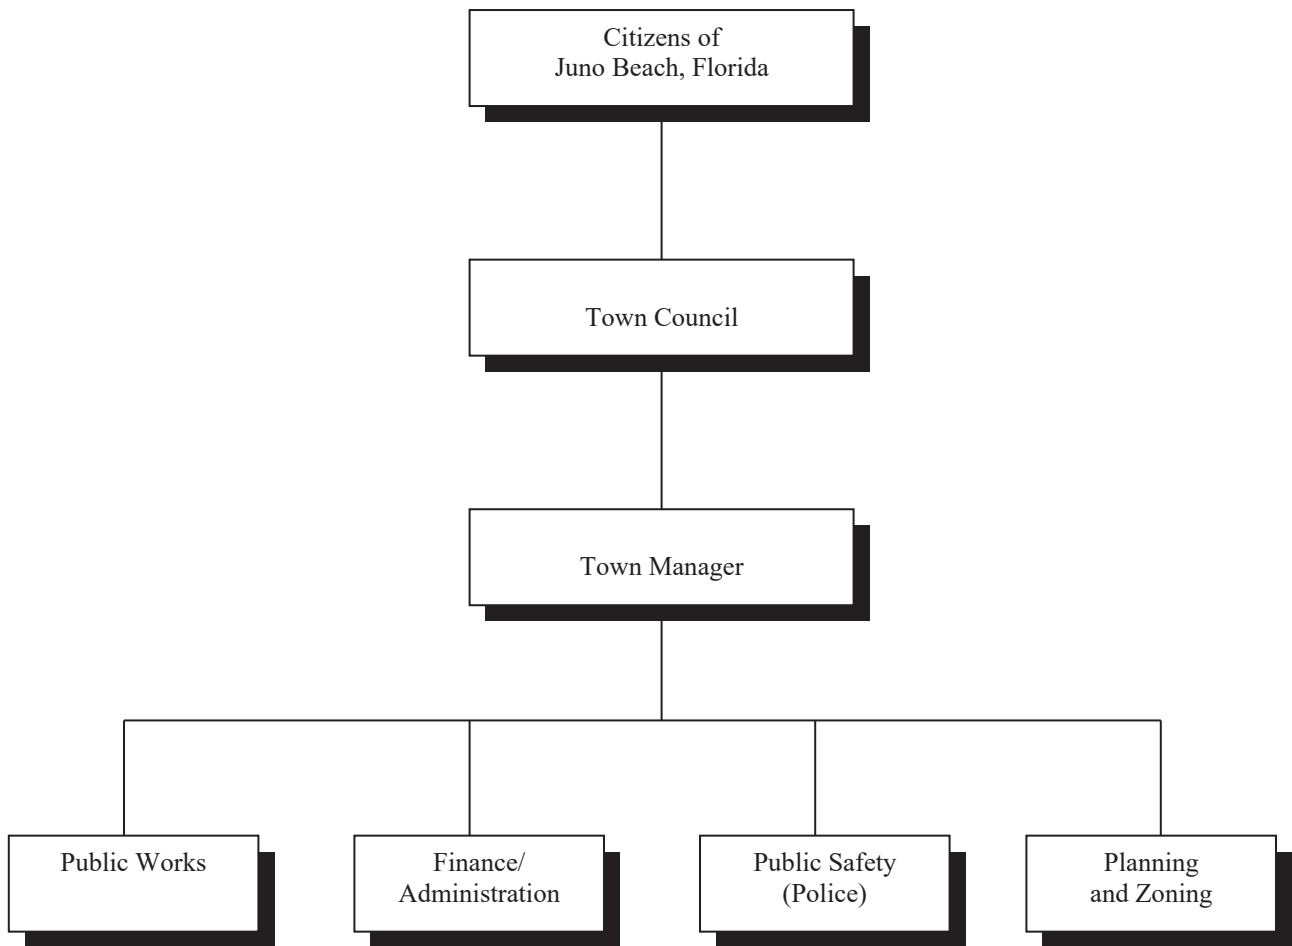 Citizens of
Juno Beach, Florida
Town Council
Town Manager
Public Works
Finance/
Administration
Public Safety
(Police)
Planning
and Zoning